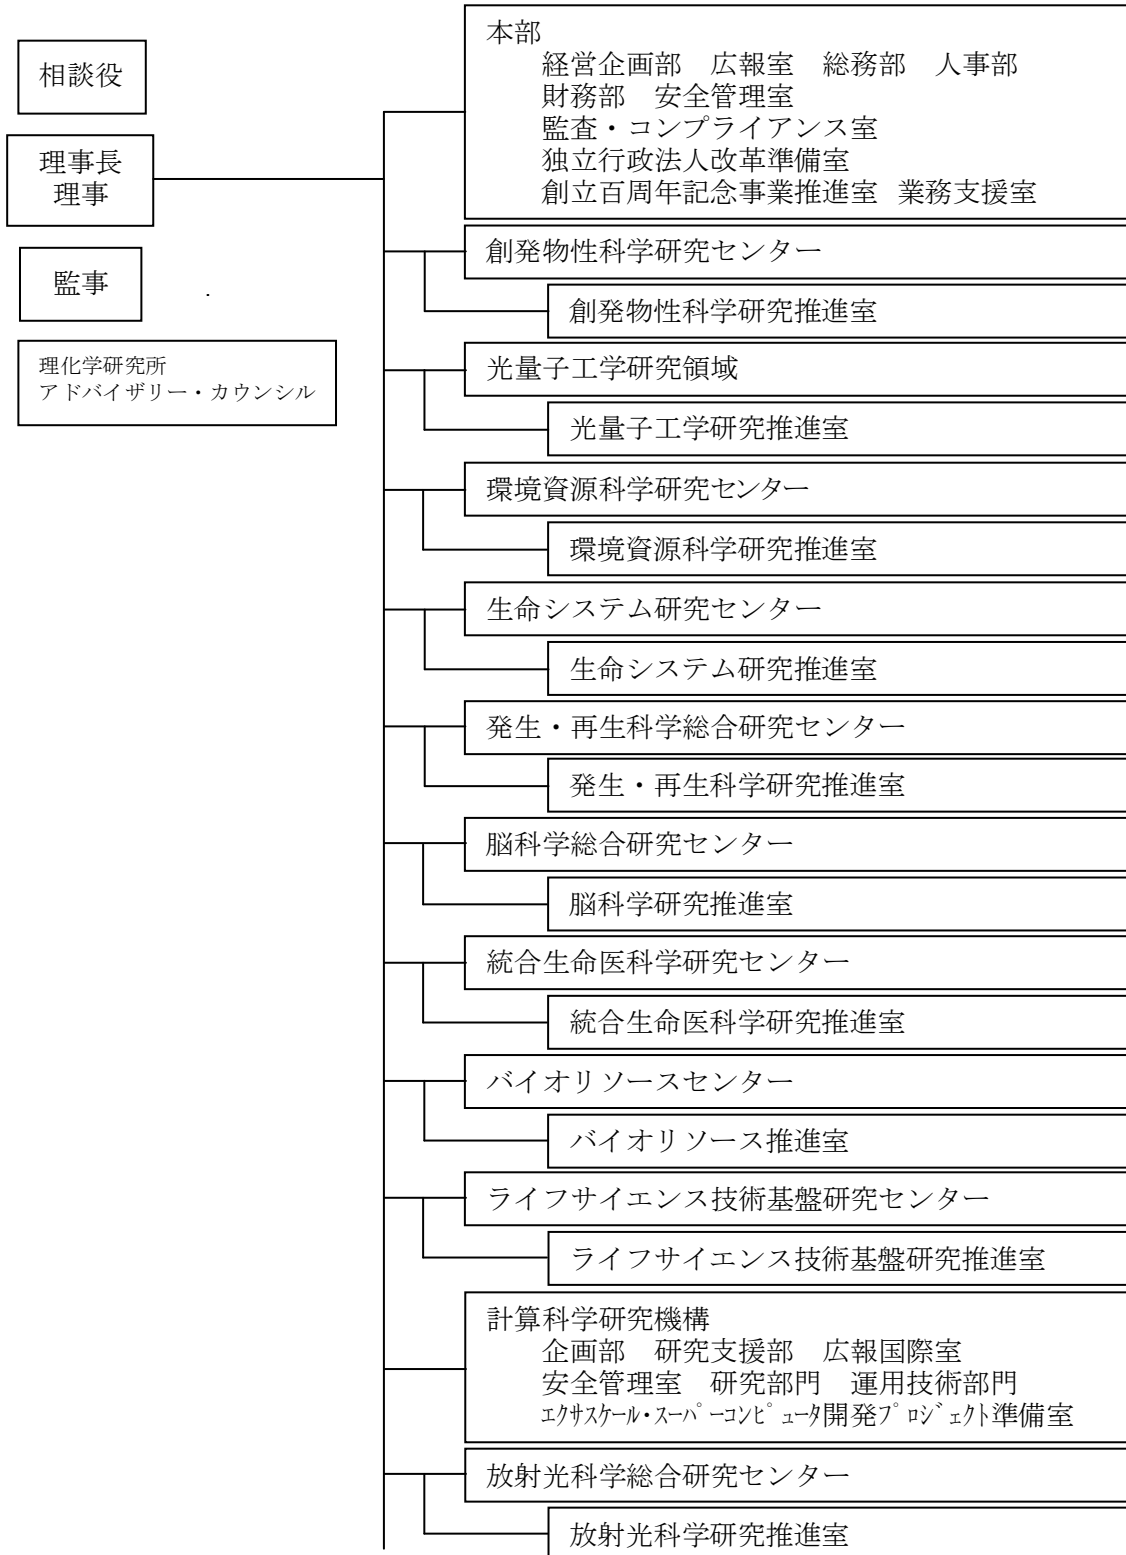 相談役
理事長
理事
監事
.
理化学研究所
アドバイザリー・カウンシル
本部
経営企画部 広報室 総務部 人事部
財務部 安全管理室
監査・コンプライアンス室
独立行政法人改革準備室
創立百周年記念事業推進室 業務支援室
創発物性科学研究センター
創発物性科学研究推進室
光量子工学研究領域
光量子工学研究推進室
環境資源科学研究センター
環境資源科学研究推進室
生命システム研究センター
生命システム研究推進室
発生・再生科学総合研究センター
発生・再生科学研究推進室
脳科学総合研究センター
脳科学研究推進室
統合生命医科学研究センター
統合生命医科学研究推進室
バイオリソースセンター
バイオリソース推進室
ライフサイエンス技術基盤研究センター
ライフサイエンス技術基盤研究推進室
計算科学研究機構
企画部 研究支援部 広報国際室
安全管理室 研究部門 運用技術部門
ｴｸｻｽｹｰﾙ･ｽｰﾊﾟｰｺﾝﾋﾟｭｰﾀ開発ﾌﾟﾛｼﾞｪｸﾄ準備室
放射光科学総合研究センター
放射光科学研究推進室